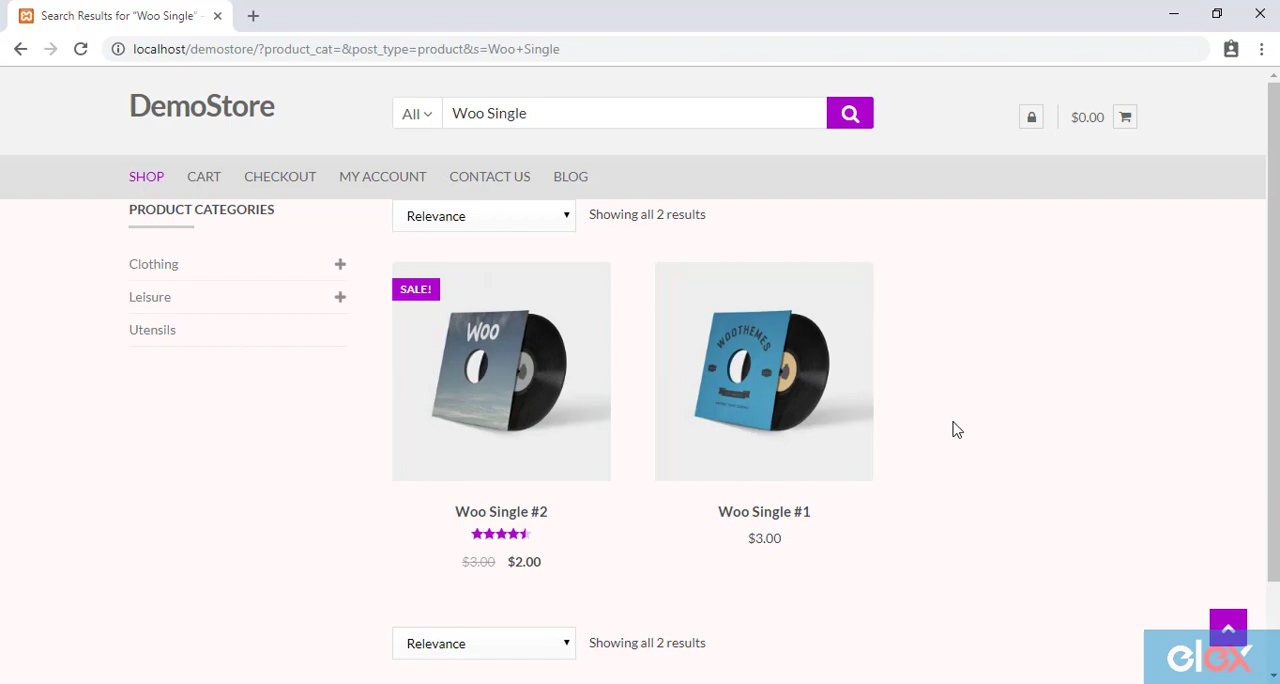 Search Results for “Woo Single” -
localhost/demostore/?product_cat=&post_type=product&s=Woo+Single
DemoStore
All
Woo Single
$0.00
SHOP
CART
CHECKOUT
MY ACCOUNT
CONTACT US
BLOG
PRODUCT CATEGORIES
Clothing
Leisure
Utensils
Relevance
Showing all 2 results
SALE!
WOO
WOOTHEMES
Woo Single #2
$3.00 $2.00
Woo Single #1
$3.00
Relevance
Showing all 2 results
elex